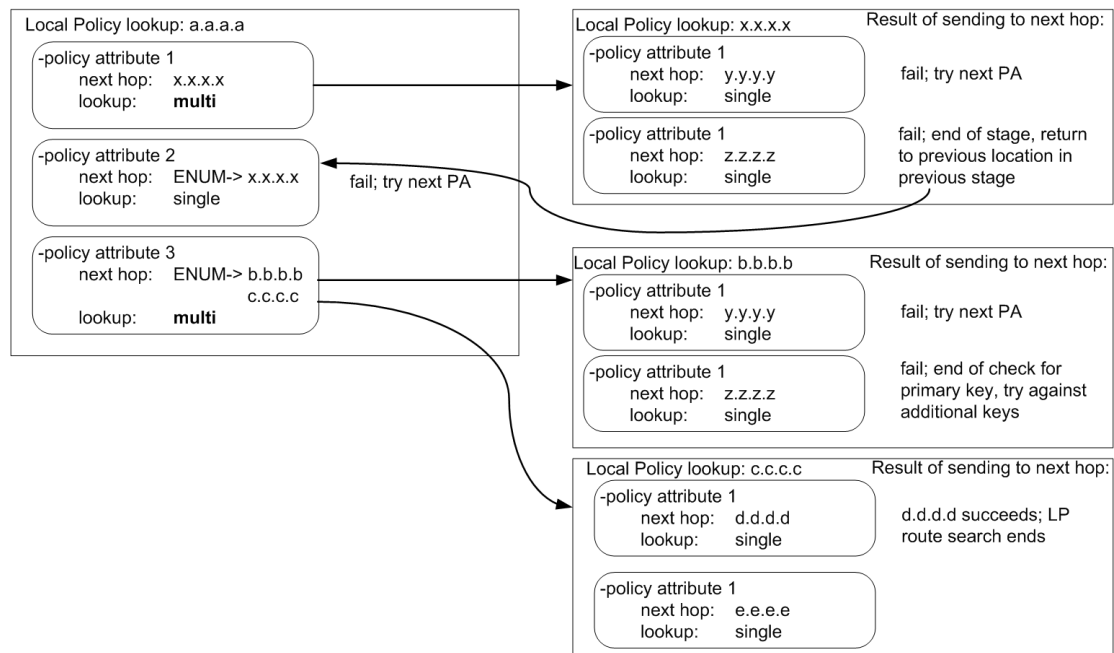 Local Policy lookup: a.a.a.a
-policy attribute 1
next hop: x.x.x.x
lookup: multi
-policy attribute 2
next hop: ENUM-> x.x.x.x
lookup: single
-policy attribute 3
next hop: ENUM-> b.b.b.b
c.c.c.c
lookup: multi
fail; try next PA
Local Policy lookup: x.x.x.x
Result of sending to next hop:
-policy attribute 1
next hop: y.y.y.y
lookup: single
fail; try next PA
-policy attribute 1
next hop: z.z.z.z
lookup: single
fail; end of stage, return
to previous location in
previous stage
Local Policy lookup: b.b.b.b
Result of sending to next hop:
-policy attribute 1
next hop: y.y.y.y
lookup: single
fail; try next PA
-policy attribute 1
next hop: z.z.z.z
lookup: single
fail; end of check for
primary key, try against
additional keys
Local Policy lookup: c.c.c.c
Result of sending to next hop:
-policy attribute 1
next hop: d.d.d.d
lookup: single
d.d.d.d succeeds; LP
route search ends
-policy attribute 1
next hop: e.e.e.e
lookup: single